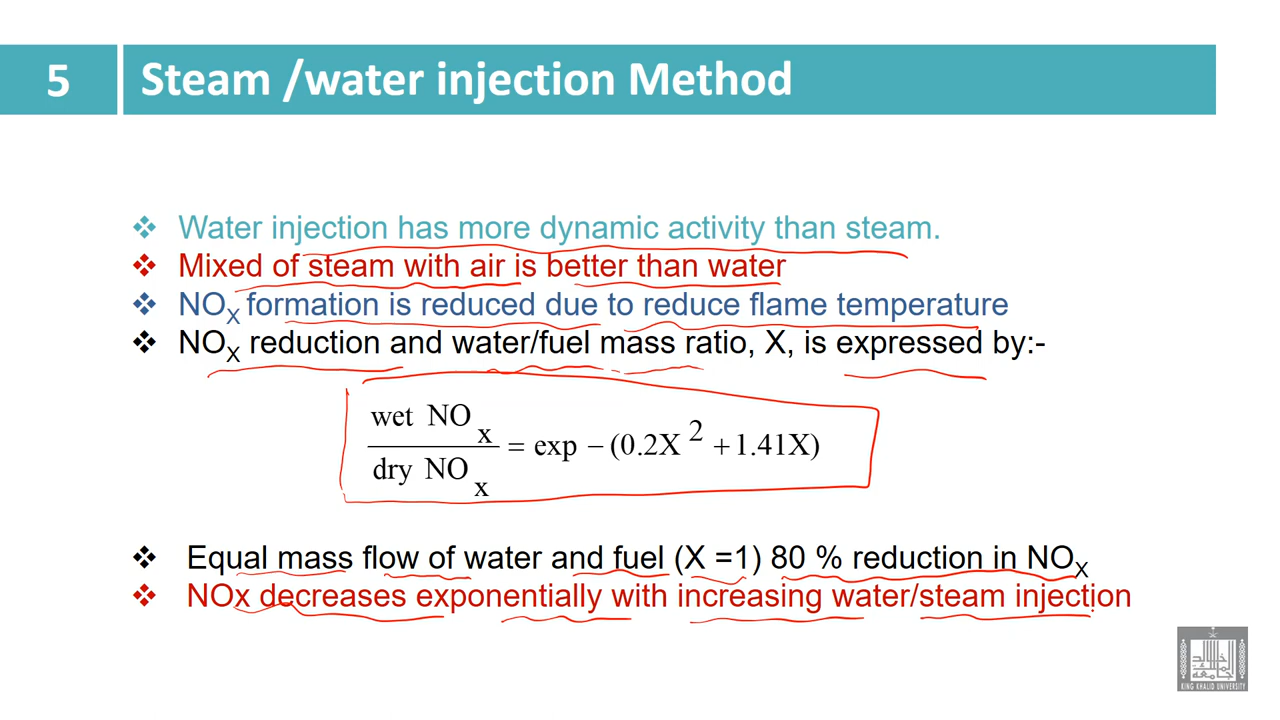 5
Steam /water injection Method
❖ Water injection has more dynamic activity than steam.
❖ Mixed of steam with air is better than water
❖ NOX formation is reduced due to reduce flame temperature
❖ NOX reduction and water/fuel mass ratio, X, is expressed by:-
wet NOx / dry NOx = exp − (0.2X² + 1.41X)
❖ Equal mass flow of water and fuel (X =1) 80 % reduction in NOX
❖ NOx decreases exponentially with increasing water/steam injection
KING KHALID UNIVERSITY